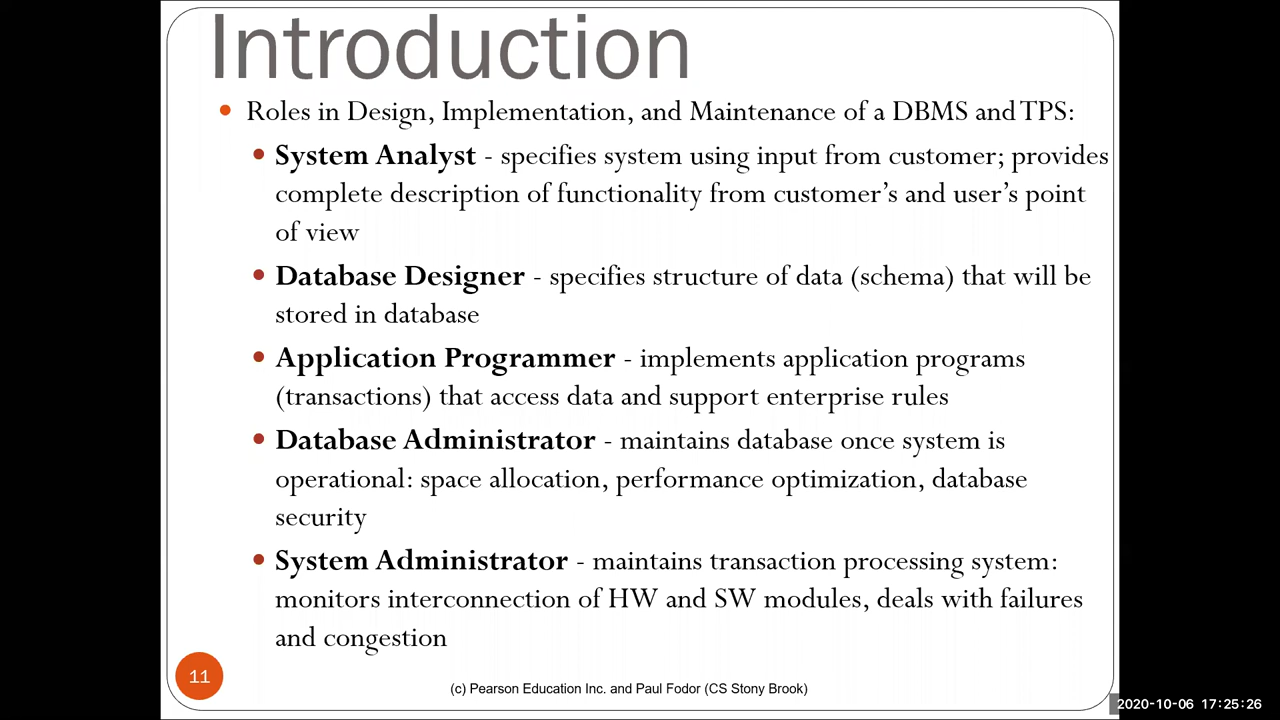 Introduction
Roles in Design, Implementation, and Maintenance of a DBMS and TPS:
System Analyst - specifies system using input from customer; provides
complete description of functionality from customer’s and user’s point
of view
Database Designer - specifies structure of data (schema) that will be
stored in database
Application Programmer - implements application programs
(transactions) that access data and support enterprise rules
Database Administrator - maintains database once system is
operational: space allocation, performance optimization, database
security
System Administrator - maintains transaction processing system:
monitors interconnection of HW and SW modules, deals with failures
and congestion
11
(c) Pearson Education Inc. and Paul Fodor (CS Stony Brook)
2020-10-06 17:25:26